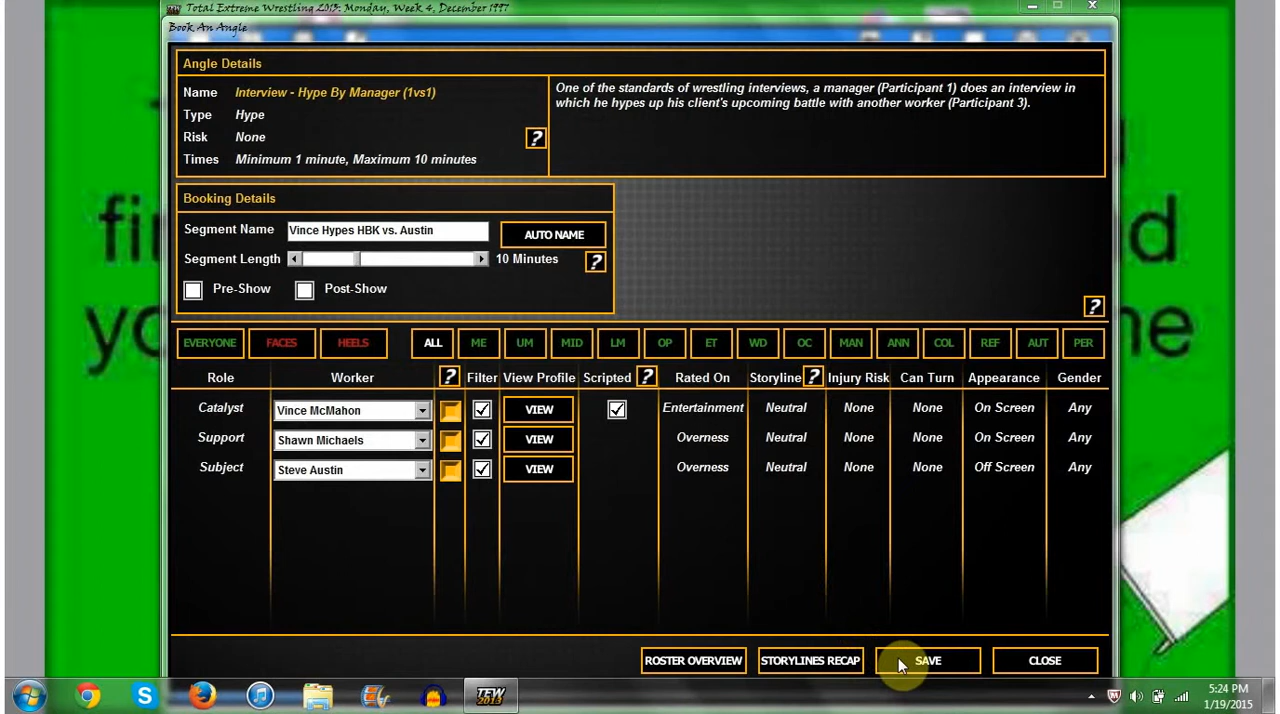 Total Extreme Wrestling 2013: Monday, Week 4, December 1997
Book An Angle
Angle Details
Name Interview - Hype By Manager (1vs1)
Type Hype
Risk None
?
Times Minimum 1 minute, Maximum 10 minutes
One of the standards of wrestling interviews, a manager (Participant 1) does an interview in
which he hypes up his client's upcoming battle with another worker (Participant 3).
Booking Details
Segment Name Vince Hypes HBK vs. Austin AUTO NAME
Segment Length 10 Minutes ?
Pre-Show Post-Show
?
EVERYONE FACES HEELS ALL ME UM MID LM OP ET WD OC MAN ANN COL REF AUT PER
Role Worker ? Filter View Profile Scripted ? Rated On Storyline ? Injury Risk Can Turn Appearance Gender
Catalyst Vince McMahon VIEW Entertainment Neutral None None On Screen Any
Support Shawn Michaels VIEW Overness Neutral None None On Screen Any
Subject Steve Austin VIEW Overness Neutral None None Off Screen Any
ROSTER OVERVIEW STORYLINES RECAP SAVE CLOSE
TEW
2013
5:24 PM
1/19/2015